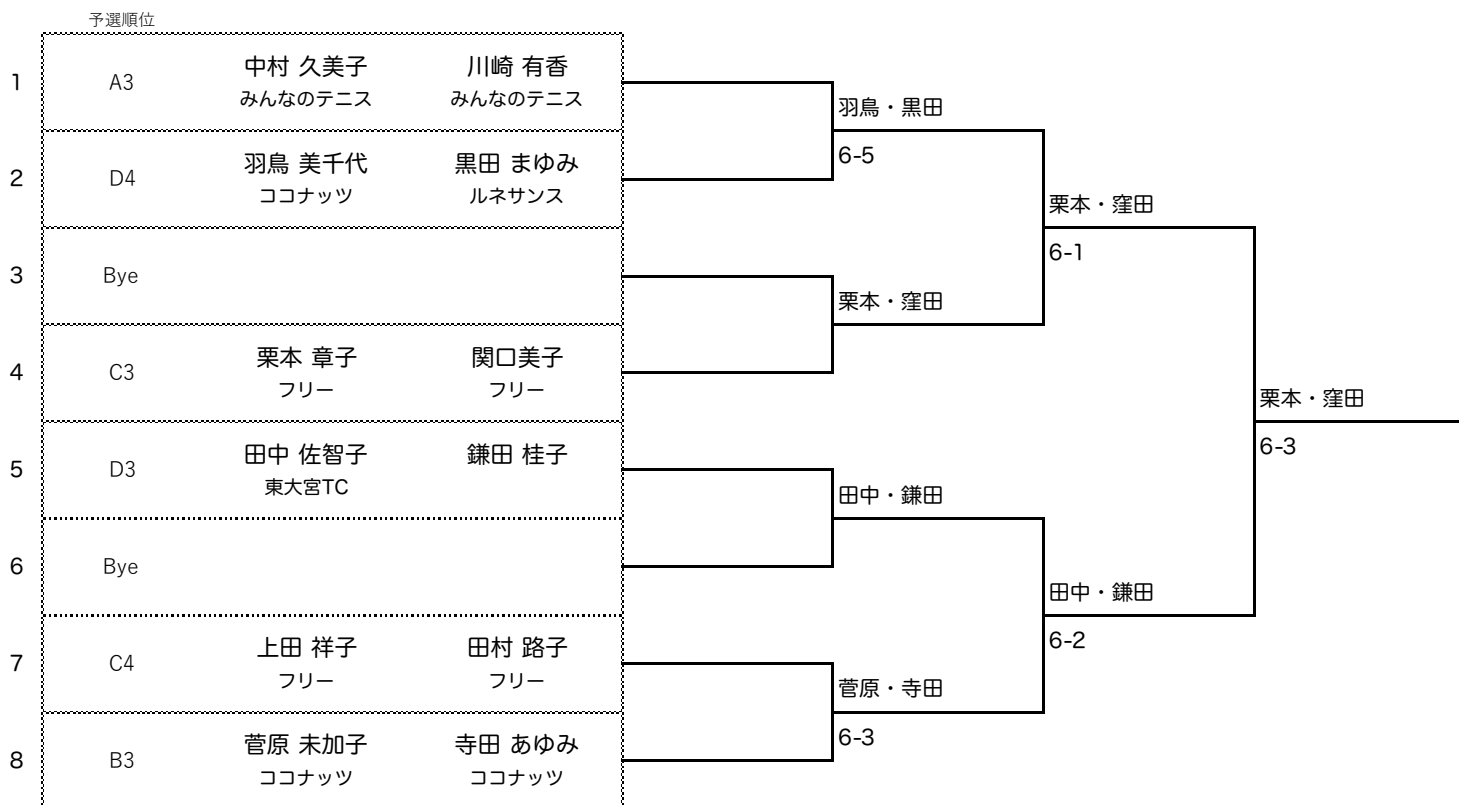 予選順位
1 A3 中村 久美子 川崎 有香
みんなのテニス みんなのテニス
羽鳥・黒田
6-5
2 D4 羽鳥 美千代 黒田 まゆみ
ココナッツ ルネサンス
栗本・窪田
6-1
3 Bye
栗本・窪田
4 C3 栗本 章子 関口美子
フリー フリー
栗本・窪田
6-3
5 D3 田中 佐智子 鎌田 桂子
東大宮TC
田中・鎌田
6 Bye
田中・鎌田
6-2
7 C4 上田 祥子 田村 路子
フリー フリー
菅原・寺田
6-3
8 B3 菅原 未加子 寺田 あゆみ
ココナッツ ココナッツ